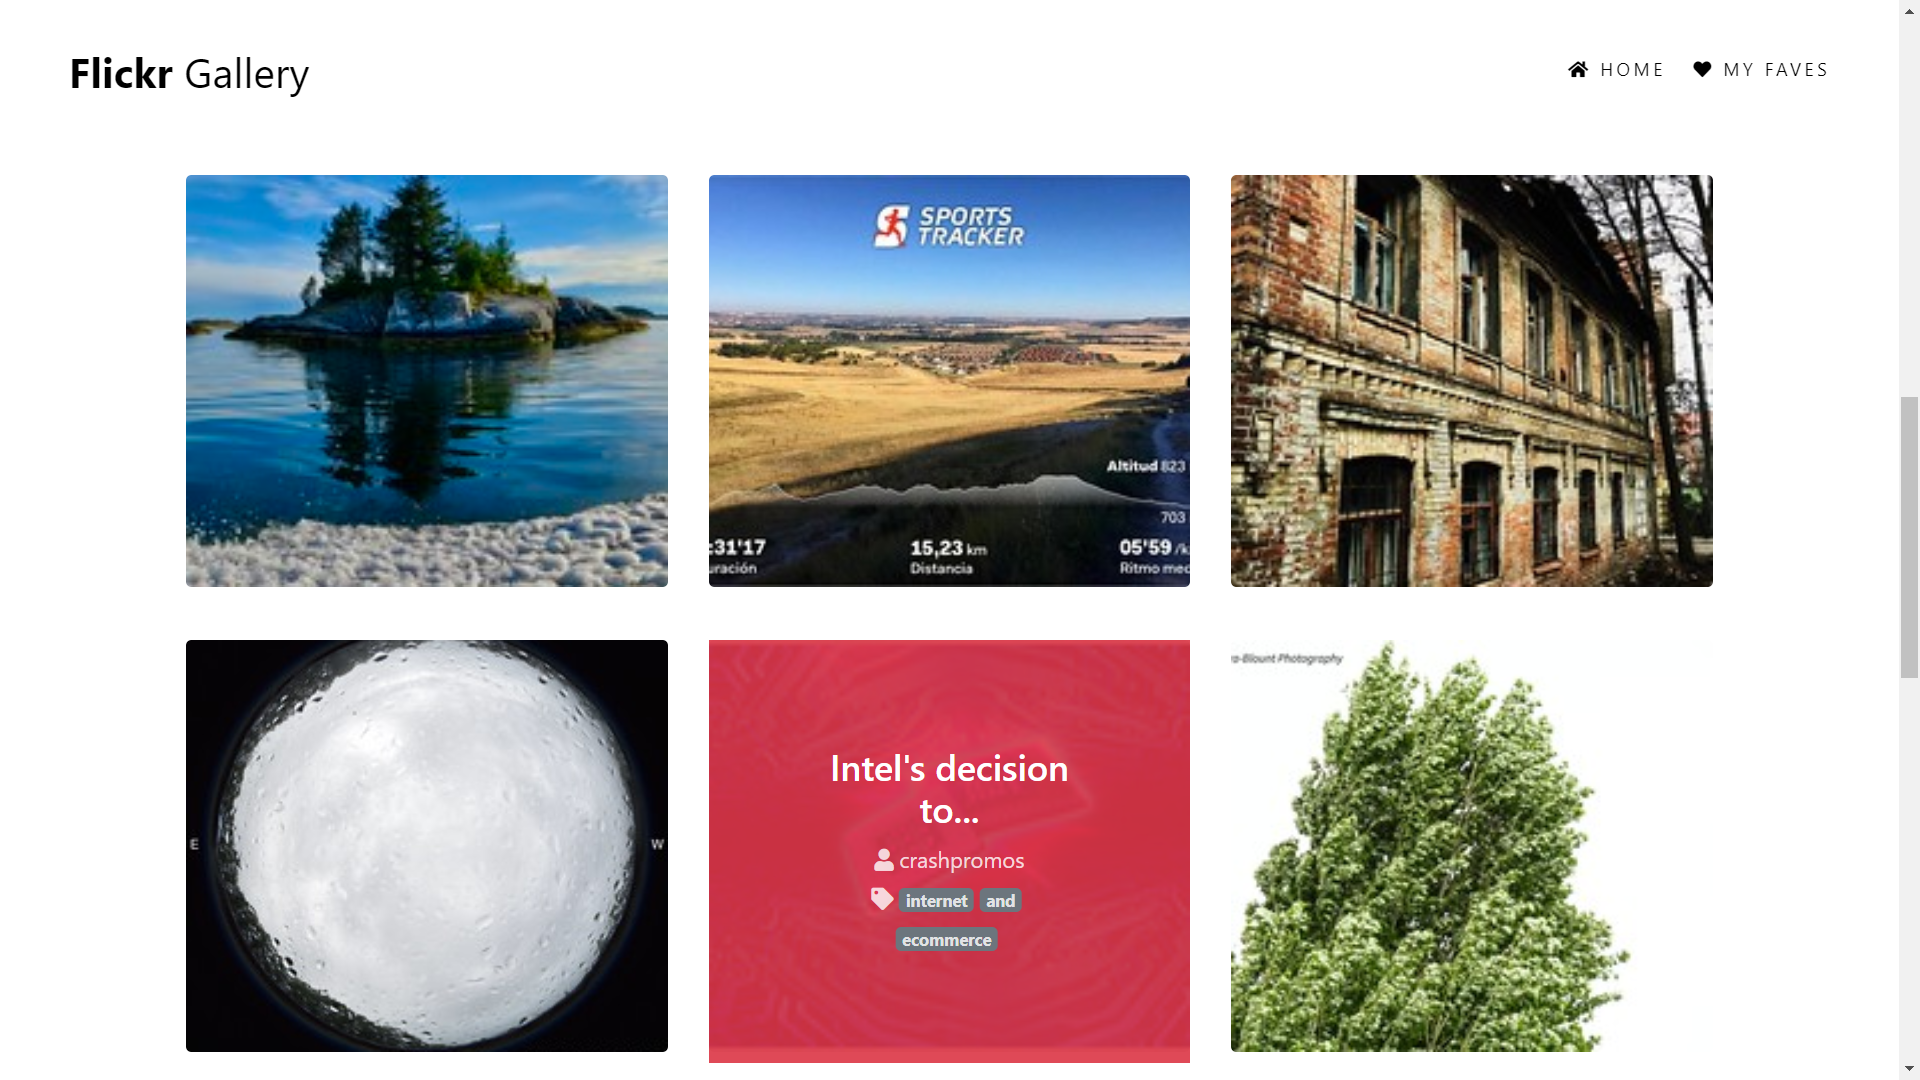 Flickr Gallery
HOME
MY FAVES
SPORTS
TRACKER
Altitud 823
703
:31'17
15,23 km
05'59 /k
uración
Distancia
Ritmo med
E
W
Intel's decision
to...
crashpromos
internet and
ecommerce
a-Blount Photography